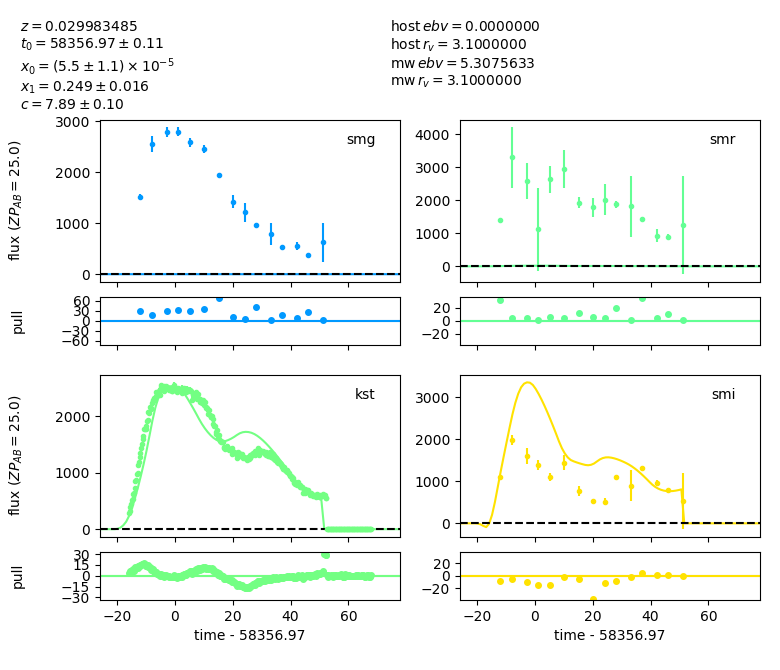 z = 0.029983485
t₀ = 58356.97 ± 0.11
x₀ = (5.5 ± 1.1) × 10⁻⁵
x₁ = 0.249 ± 0.016
c = 7.89 ± 0.10
host ebv = 0.0000000
host r_v = 3.1000000
mw ebv = 5.3075633
mw r_v = 3.1000000
flux (ZP_AB = 25.0)
3000
2000
1000
0
smg
4000
3000
2000
1000
0
smr
pull
60
30
0
−30
−60
20
0
−20
flux (ZP_AB = 25.0)
2000
1000
0
kst
3000
2000
1000
0
smi
pull
30
15
0
−15
−30
20
0
−20
−20 0 20 40 60
−20 0 20 40 60
time - 58356.97
time - 58356.97